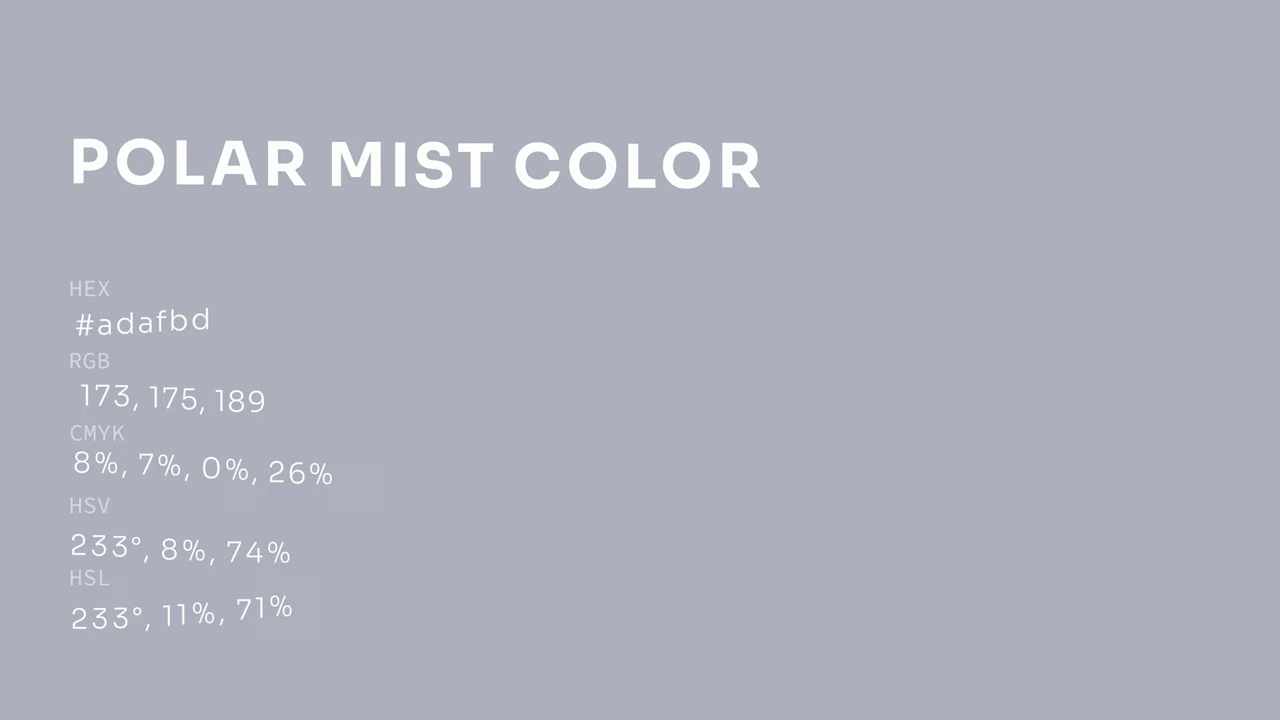 POLAR MIST COLOR
HEX
#adafbd
RGB
173, 175, 189
CMYK
8%, 7%, 0%, 26%
HSV
233°, 8%, 74%
HSL
233°, 11%, 71%